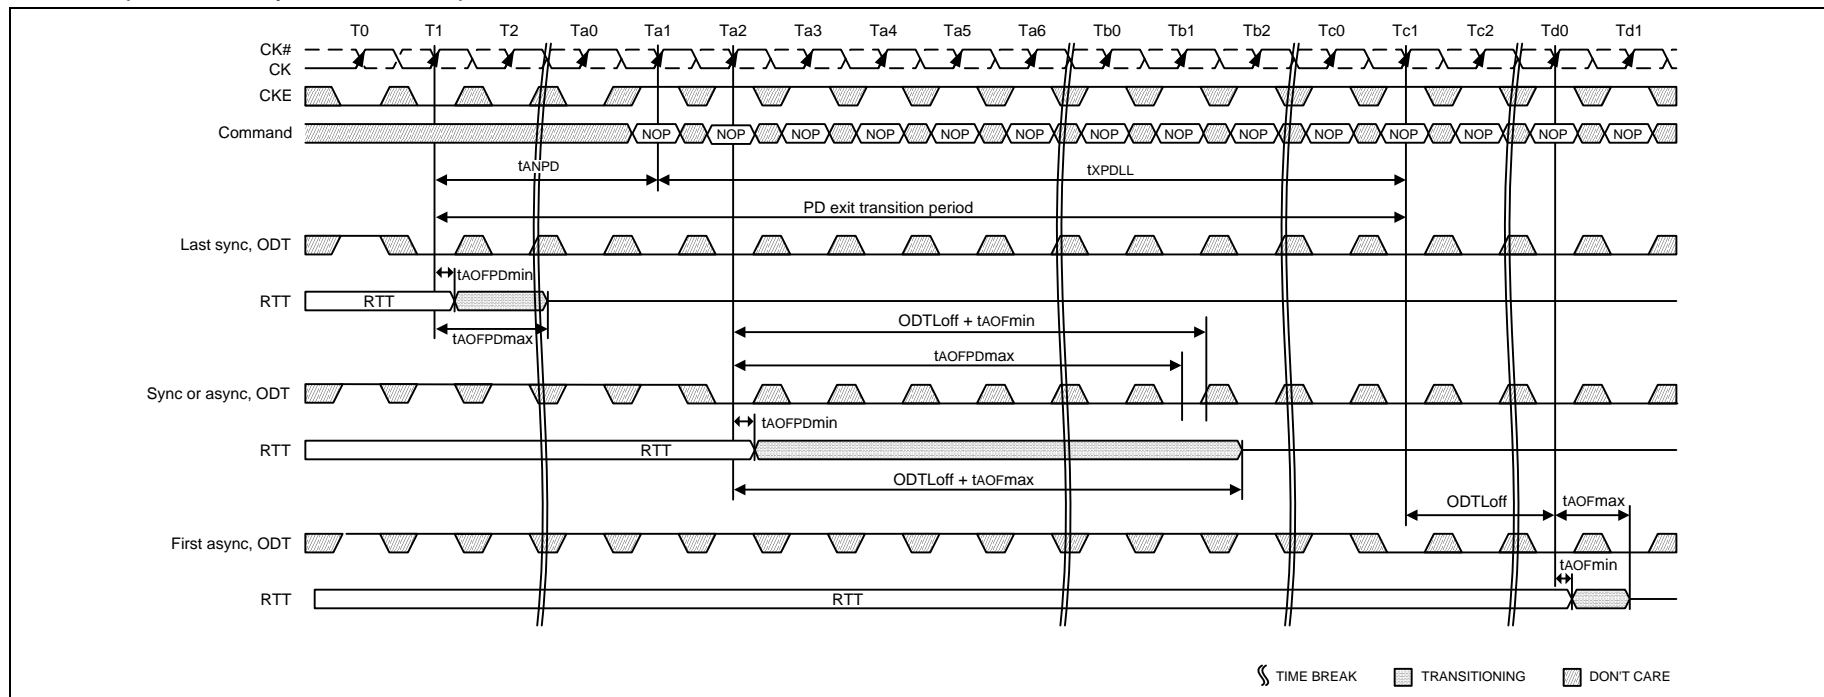 T0 T1 T2 Ta0 Ta1 Ta2 Ta3 Ta4 Ta5 Ta6 Tb0 Tb1 Tb2 Tc0 Tc1 Tc2 Td0 Td1
CK#
CK
CKE
Command NOP NOP NOP NOP NOP NOP NOP NOP NOP NOP NOP NOP NOP NOP
tANPD tXPDLL
PD exit transition period
Last sync, ODT
tAOFPDmin
RTT RTT
tAOFPDmax
ODTLoff + tAOFmin
tAOFPDmax
Sync or async, ODT
tAOFPDmin
RTT RTT
ODTLoff + tAOFmax
ODTLoff tAOFmax
First async, ODT
tAOFmin
RTT RTT
TIME BREAK TRANSITIONING DON'T CARE